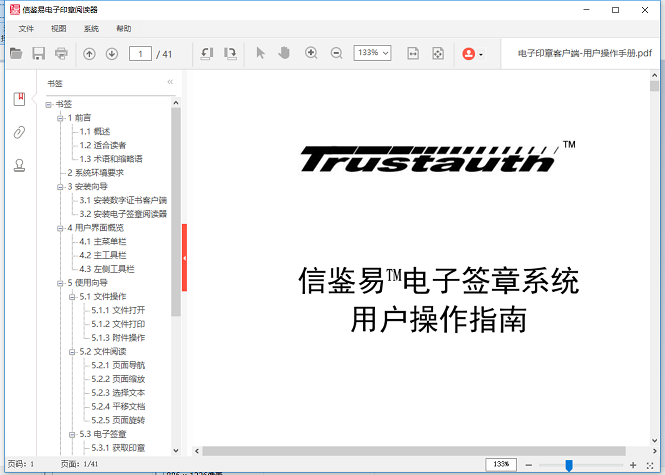 信鉴易电子印章阅读器
文件 视图 系统 帮助
1 / 41
133%
电子印章客户端-用户操作手册.pdf
书签
书签
1 前言
1.1 概述
1.2 适合读者
1.3 术语和缩略语
2 系统环境要求
3 安装向导
3.1 安装数字证书客户端
3.2 安装电子签章阅读器
4 用户界面概览
4.1 主菜单栏
4.2 主工具栏
4.3 左侧工具栏
5 使用向导
5.1 文件操作
5.1.1 文件打开
5.1.2 文件打印
5.1.3 附件操作
5.2 文件阅读
5.2.1 页面导航
5.2.2 页面缩放
5.2.3 选择文本
5.2.4 平移文档
5.2.5 页面旋转
5.3 电子签章
5.3.1 获取印章
Trustauth™
信鉴易™电子签章系统
用户操作指南
页码: 1 页面: 1/41
133%